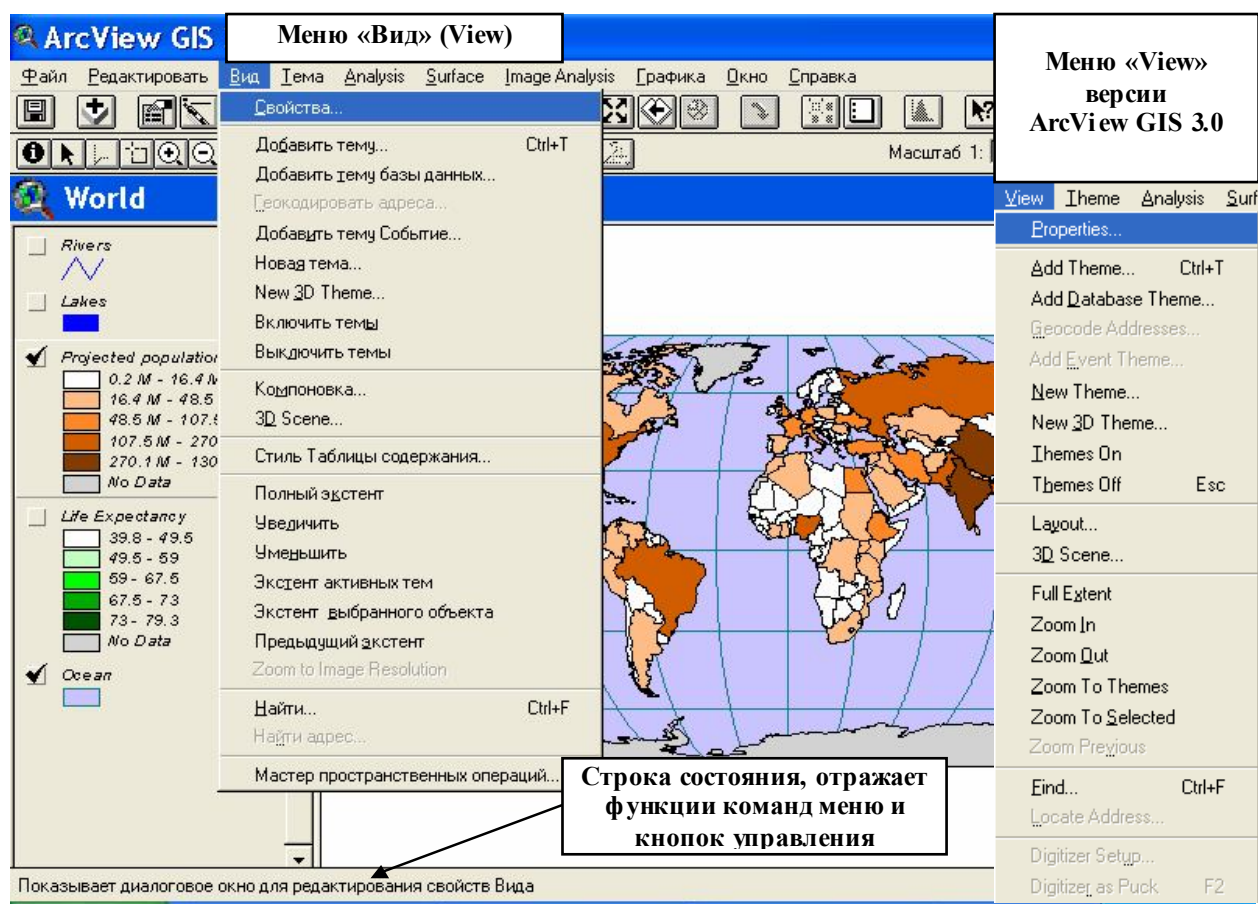 ArcView GIS
Меню «Вид» (View)
Файл Редактировать Вид Тема Analysis Surface Image Analysis Графика Окно Справка
Масштаб 1:
World
Rivers
Lakes
Projected population
0.2 M - 16.4 M
16.4 M - 48.5
48.5 M - 107.5
107.5 M - 270
270.1 M - 130
No Data
Life Expectancy
39.8 - 49.5
49.5 - 59
59 - 67.5
67.5 - 73
73 - 79.3
No Data
Ocean
Свойства...
Добавить тему... Ctrl+T
Добавить тему базы данных...
Геокодировать адреса...
Добавить тему Событие...
Новая тема...
New 3D Theme...
Включить темы
Выключить темы
Компоновка...
3D Scene...
Стиль Таблицы содержания...
Полный экстент
Увеличить
Уменьшить
Экстент активных тем
Экстент выбранного объекта
Предыдущий экстент
Zoom to Image Resolution
Найти... Ctrl+F
Найти адрес...
Мастер пространственных операций...
Строка состояния, отражает
функции команд меню и
кнопок управления
Показывает диалоговое окно для редактирования свойств Вида
Меню «View»
версии
ArcView GIS 3.0
View Theme Analysis Surf
Properties...
Add Theme... Ctrl+T
Add Database Theme...
Geocode Addresses...
Add Event Theme...
New Theme...
New 3D Theme...
Themes On
Themes Off Esc
Layout...
3D Scene...
Full Extent
Zoom In
Zoom Out
Zoom To Themes
Zoom To Selected
Zoom Previous
Find... Ctrl+F
Locate Address...
Digitizer Setup...
Digitizer as Puck F2